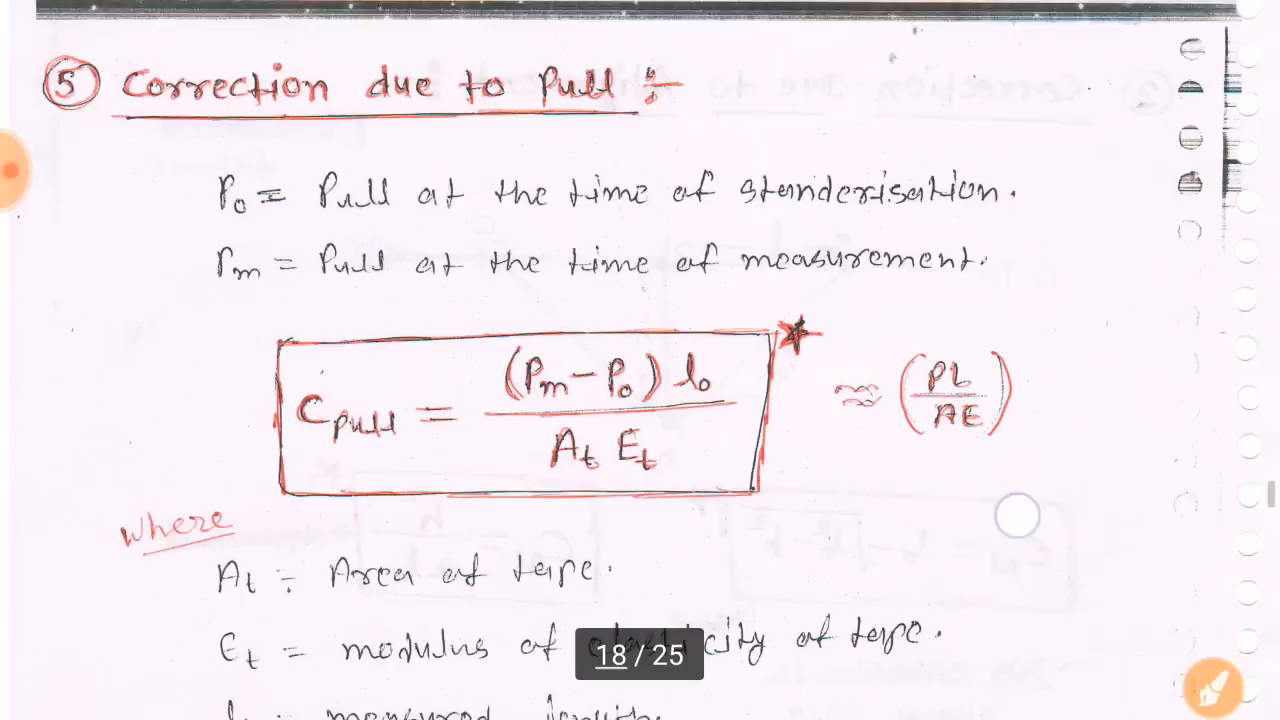 5 Correction due to Pull :-
P₀ = Pull at the time of standerisation.
Pm = Pull at the time of measurement.
Cpull = (Pm - P₀) l₀ / At Et ≈ (PL / AE)
where
At = Area of tape.
Et = modulus of elasticity of tape.
18 / 25
measured length.